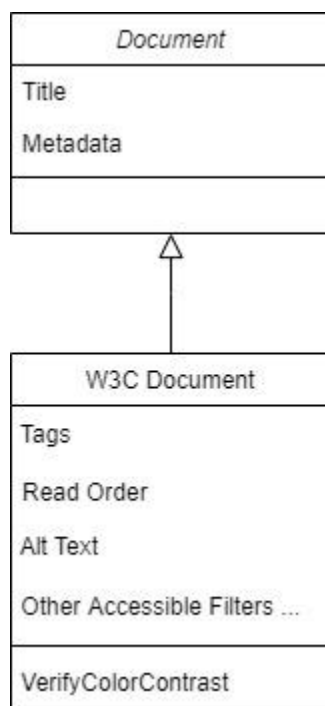 Document
Title
Metadata
W3C Document
Tags
Read Order
Alt Text
Other Accessible Filters ...
VerifyColorContrast